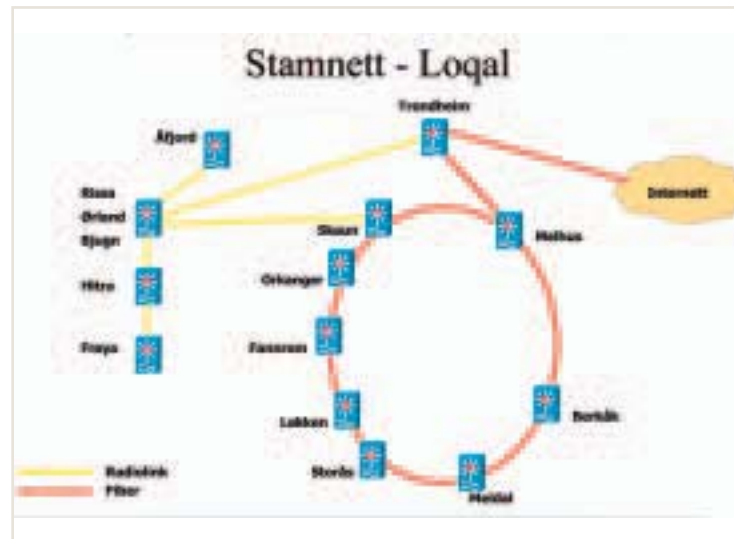 Stamnett - Loqal
Trondheim
Åfjord
Rissa
Ørland
Bjugn
Internett
Skaun
Melhus
Orkanger
Hitra
Fannrem
Frøya
Løkken
Berkåk
Storås
Meldal
Radiolink
Fiber